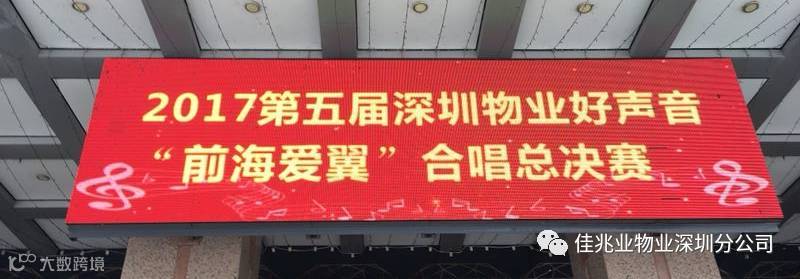 2017第五届深圳物业好声音
“前海爱翼”合唱总决赛
佳兆业物业深圳分公司
大数跨境